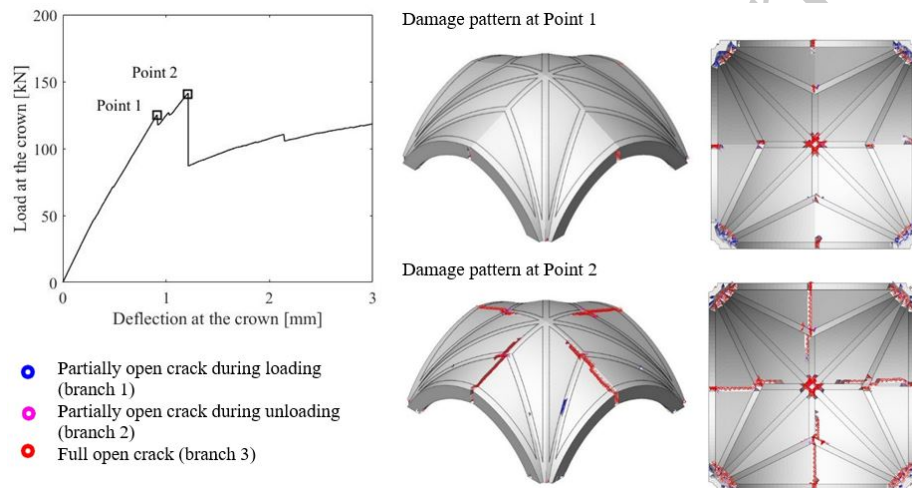 Damage pattern at Point 1
200
150
100
50
0
Load at the crown [kN]
Point 2
Point 1
0
1
2
3
Deflection at the crown [mm]
Damage pattern at Point 2
Partially open crack during loading
(branch 1)
Partially open crack during unloading
(branch 2)
Full open crack (branch 3)